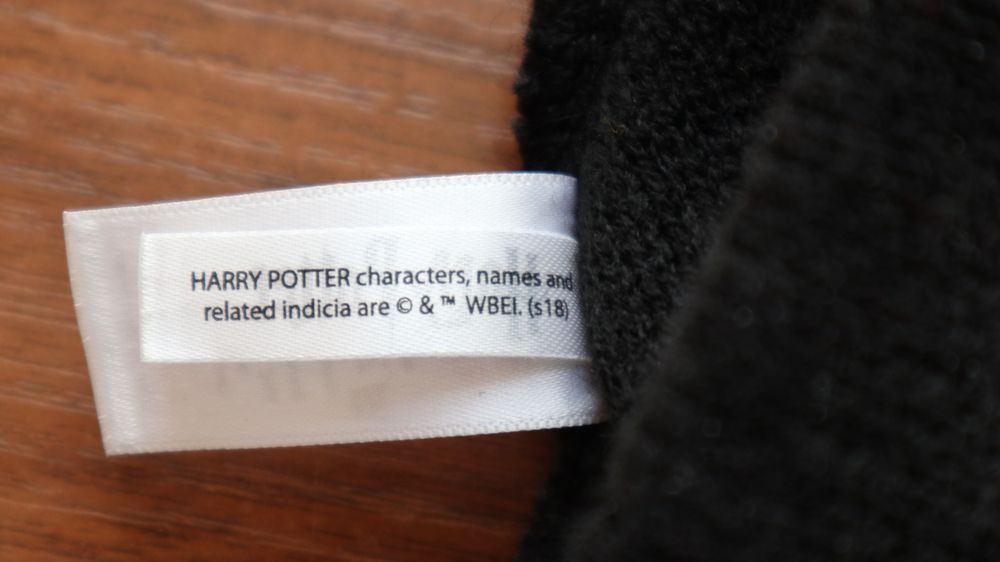 HARRY POTTER characters, names and
related indicia are © & ™ WBEI. (s18)